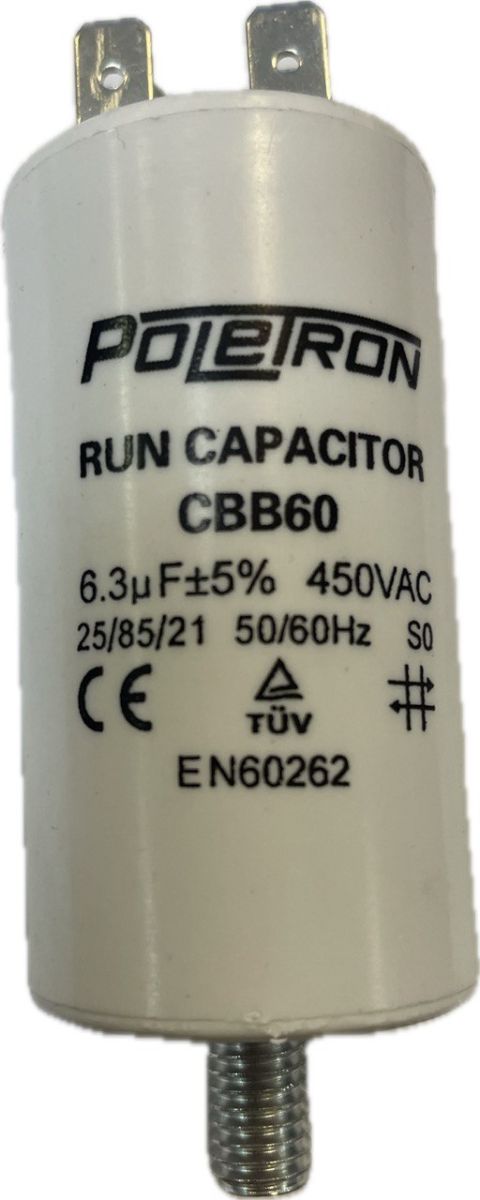 POLETRON
RUN CAPACITOR
CBB60
6.3µF±5% 450VAC
25/85/21 50/60Hz S0
CE TÜV
EN60262